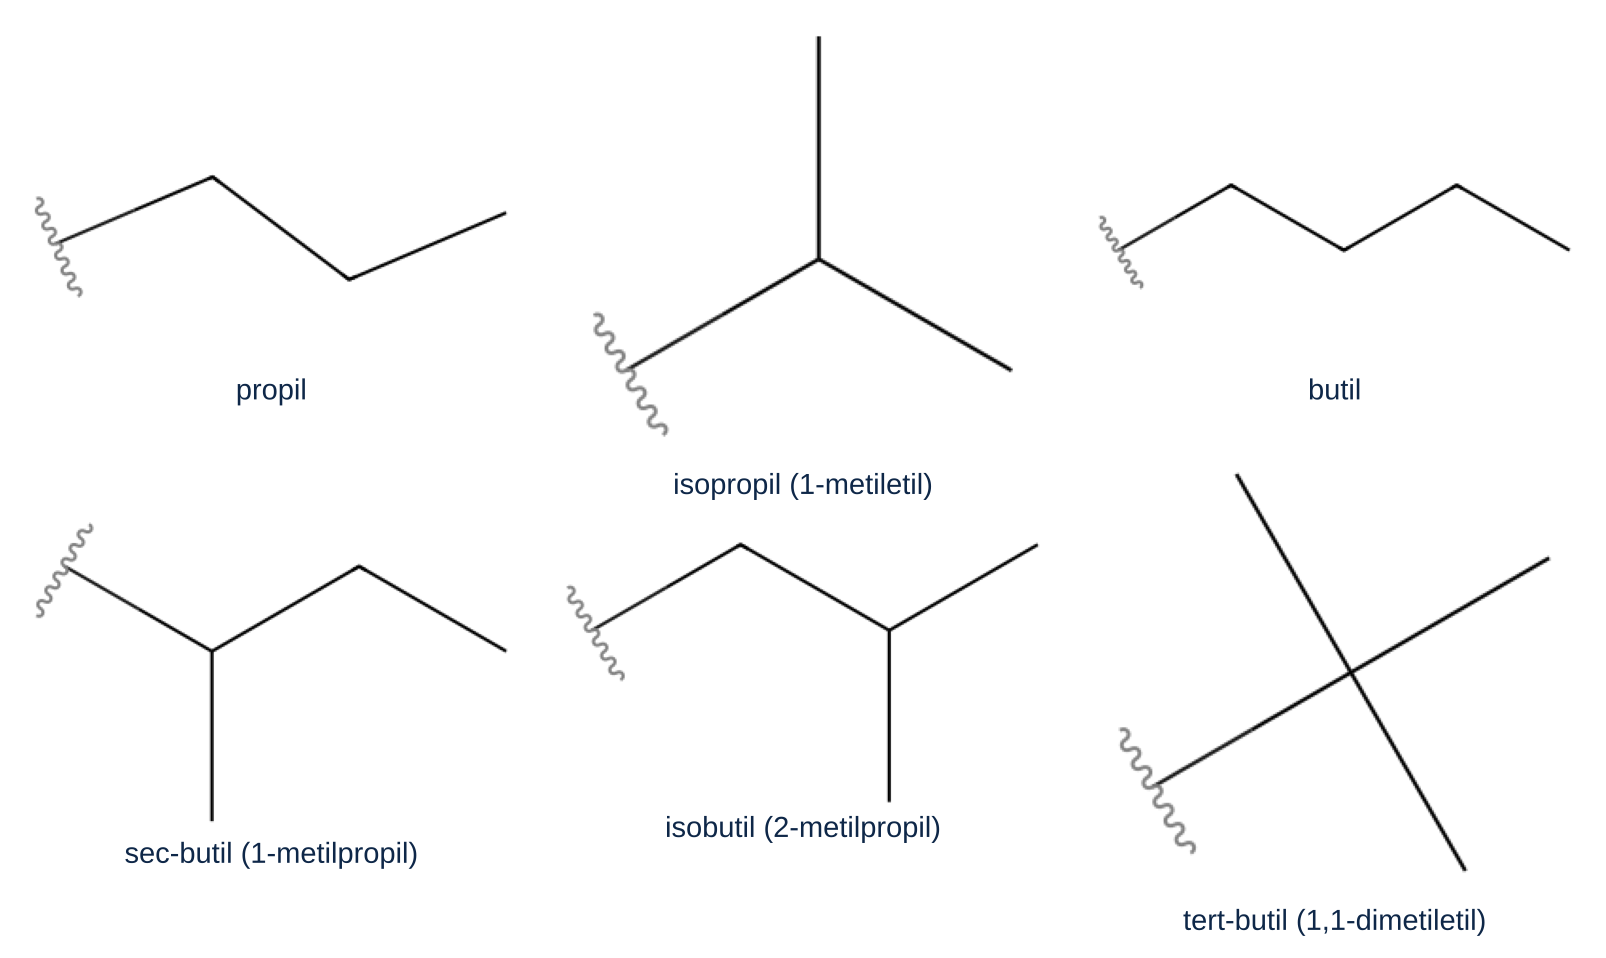 propil
isopropil (1-metiletil)
butil
sec-butil (1-metilpropil)
isobutil (2-metilpropil)
tert-butil (1,1-dimetiletil)